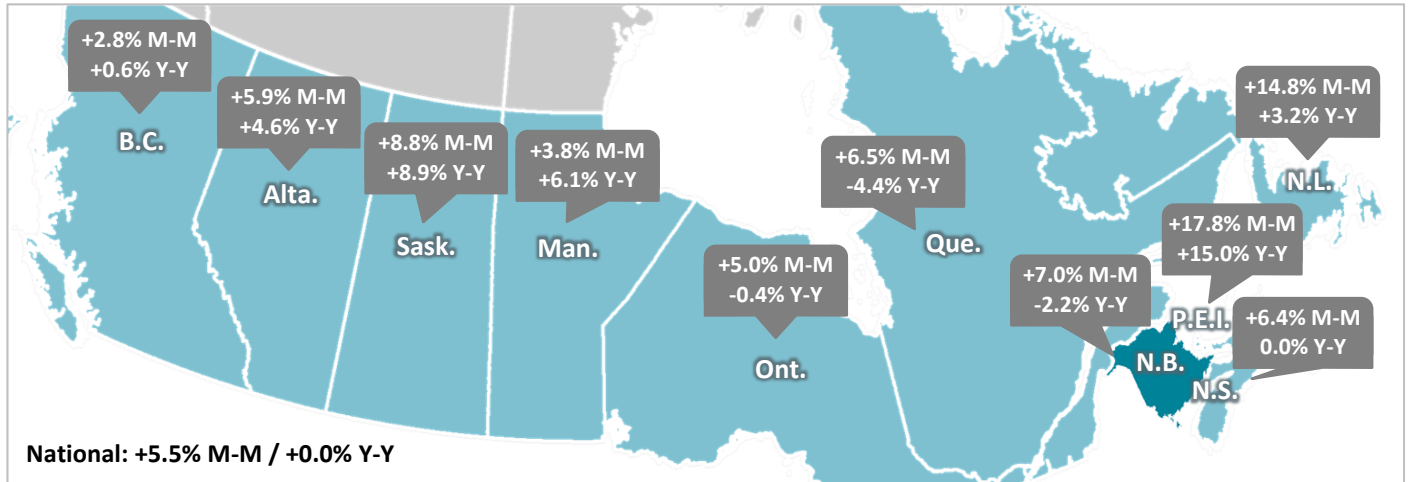 +2.8% M-M
+0.6% Y-Y
B.C.
+5.9% M-M
+4.6% Y-Y
Alta.
+8.8% M-M
+8.9% Y-Y
Sask.
+3.8% M-M
+6.1% Y-Y
Man.
+5.0% M-M
-0.4% Y-Y
Ont.
+6.5% M-M
-4.4% Y-Y
Que.
+14.8% M-M
+3.2% Y-Y
N.L.
+17.8% M-M
+15.0% Y-Y
P.E.I.
+7.0% M-M
-2.2% Y-Y
N.B.
+6.4% M-M
0.0% Y-Y
N.S.
National: +5.5% M-M / +0.0% Y-Y